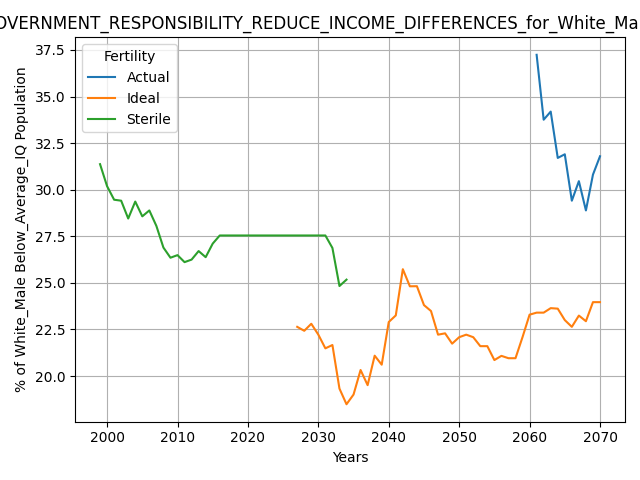 OVERNMENT_RESPONSIBILITY_REDUCE_INCOME_DIFFERENCES_for_White_Ma
37.5
35.0
32.5
30.0
27.5
25.0
22.5
20.0
% of White_Male Below_Average_IQ Population
Fertility
Actual
Ideal
Sterile
2000 2010 2020 2030 2040 2050 2060 2070
Years